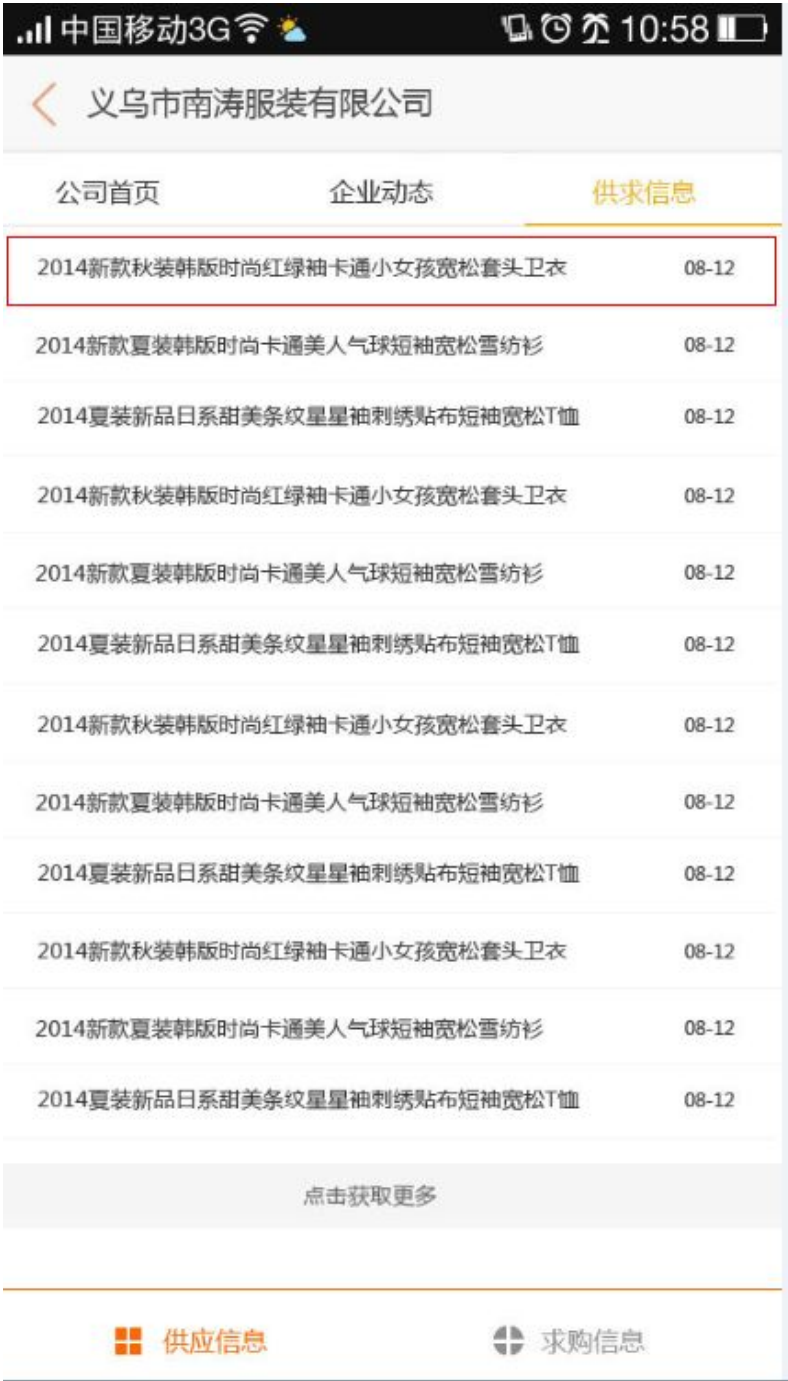 中国移动3G 10:58
义乌市南涛服装有限公司
公司首页 企业动态 供求信息
2014新款秋装韩版时尚红绿袖卡通小女孩宽松套头卫衣 08-12
2014新款夏装韩版时尚卡通美人气球短袖宽松雪纺衫 08-12
2014夏装新品日系甜美条纹星星袖刺绣贴布短袖宽松T恤 08-12
2014新款秋装韩版时尚红绿袖卡通小女孩宽松套头卫衣 08-12
2014新款夏装韩版时尚卡通美人气球短袖宽松雪纺衫 08-12
2014夏装新品日系甜美条纹星星袖刺绣贴布短袖宽松T恤 08-12
2014新款秋装韩版时尚红绿袖卡通小女孩宽松套头卫衣 08-12
2014新款夏装韩版时尚卡通美人气球短袖宽松雪纺衫 08-12
2014夏装新品日系甜美条纹星星袖刺绣贴布短袖宽松T恤 08-12
2014新款秋装韩版时尚红绿袖卡通小女孩宽松套头卫衣 08-12
2014新款夏装韩版时尚卡通美人气球短袖宽松雪纺衫 08-12
2014夏装新品日系甜美条纹星星袖刺绣贴布短袖宽松T恤 08-12
点击获取更多
供应信息 求购信息